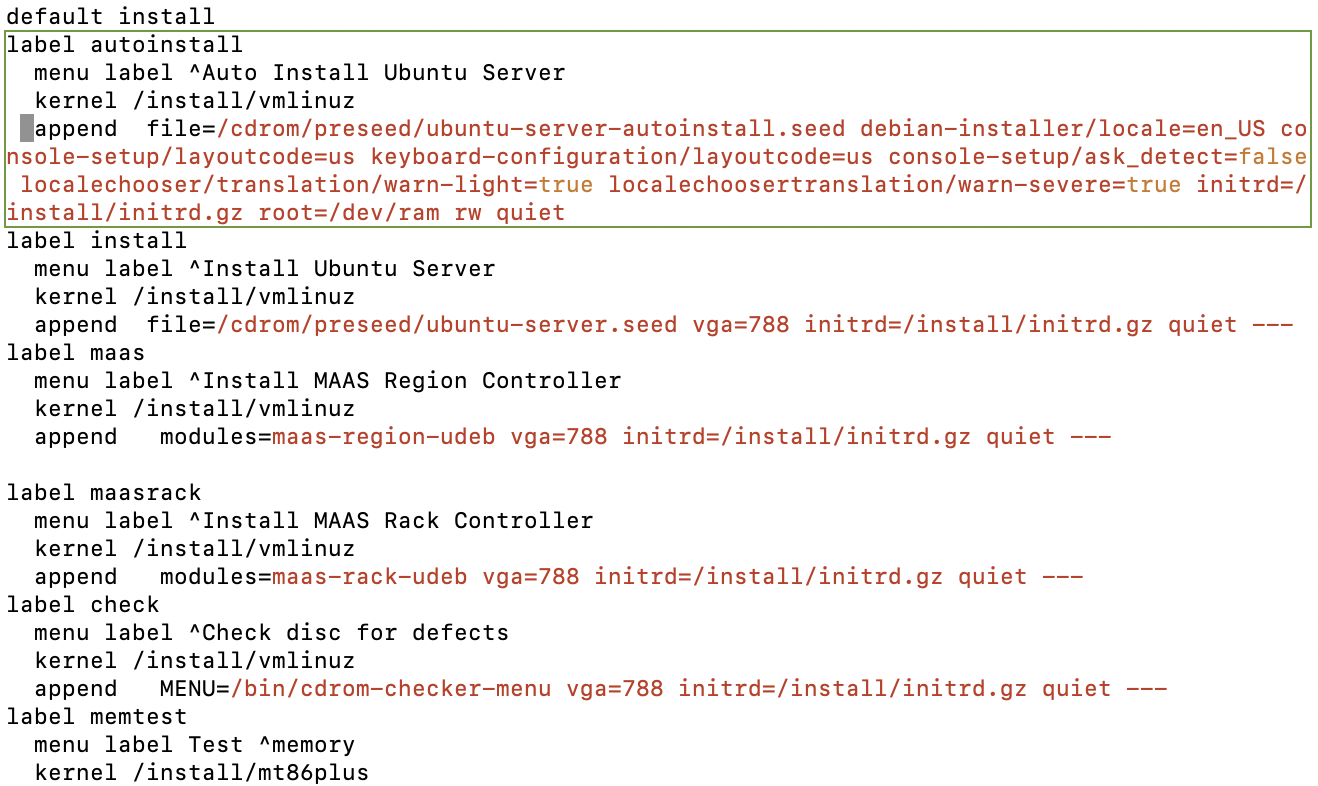 default install
label autoinstall
  menu label ^Auto Install Ubuntu Server
  kernel /install/vmlinuz
  append  file=/cdrom/preseed/ubuntu-server-autoinstall.seed debian-installer/locale=en_US co
nsole-setup/layoutcode=us keyboard-configuration/layoutcode=us console-setup/ask_detect=false
 localechooser/translation/warn-light=true localechoosertranslation/warn-severe=true initrd=/
install/initrd.gz root=/dev/ram rw quiet
label install
  menu label ^Install Ubuntu Server
  kernel /install/vmlinuz
  append  file=/cdrom/preseed/ubuntu-server.seed vga=788 initrd=/install/initrd.gz quiet ---
label maas
  menu label ^Install MAAS Region Controller
  kernel /install/vmlinuz
  append   modules=maas-region-udeb vga=788 initrd=/install/initrd.gz quiet ---

label maasrack
  menu label ^Install MAAS Rack Controller
  kernel /install/vmlinuz
  append   modules=maas-rack-udeb vga=788 initrd=/install/initrd.gz quiet ---
label check
  menu label ^Check disc for defects
  kernel /install/vmlinuz
  append   MENU=/bin/cdrom-checker-menu vga=788 initrd=/install/initrd.gz quiet ---
label memtest
  menu label Test ^memory
  kernel /install/mt86plus